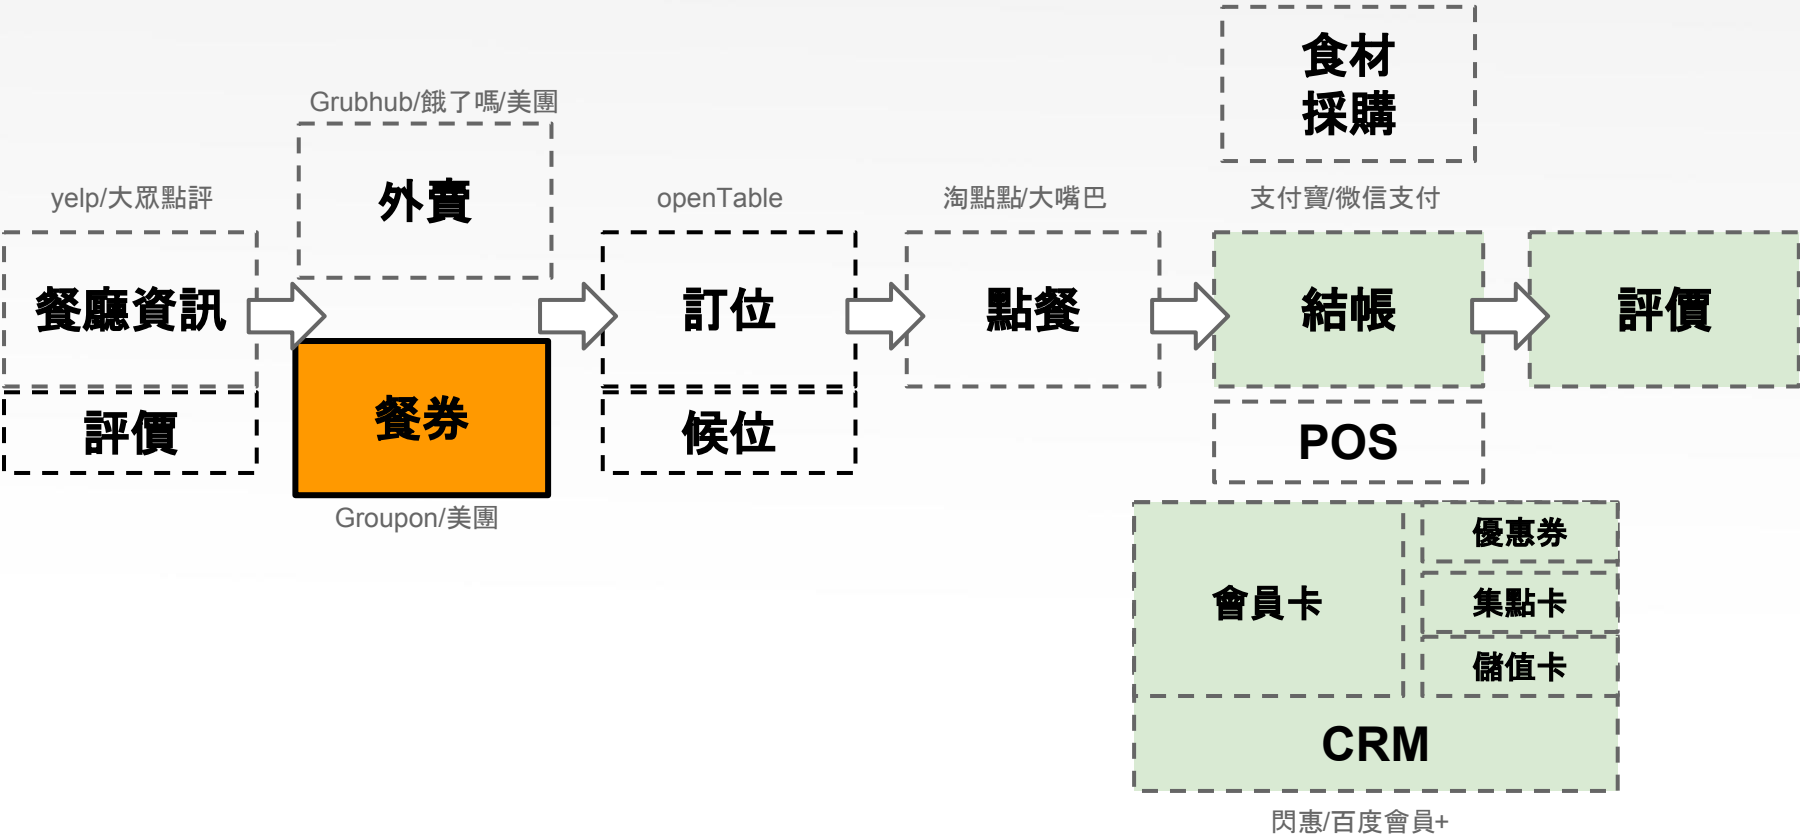 食材
採購
Grubhub/餓了嗎/美團
外賣
yelp/大眾點評
openTable
淘點點/大嘴巴
支付寶/微信支付
餐廳資訊
訂位
點餐
結帳
評價
評價
餐券
候位
POS
Groupon/美團
會員卡
優惠券
集點卡
儲值卡
CRM
閃惠/百度會員+